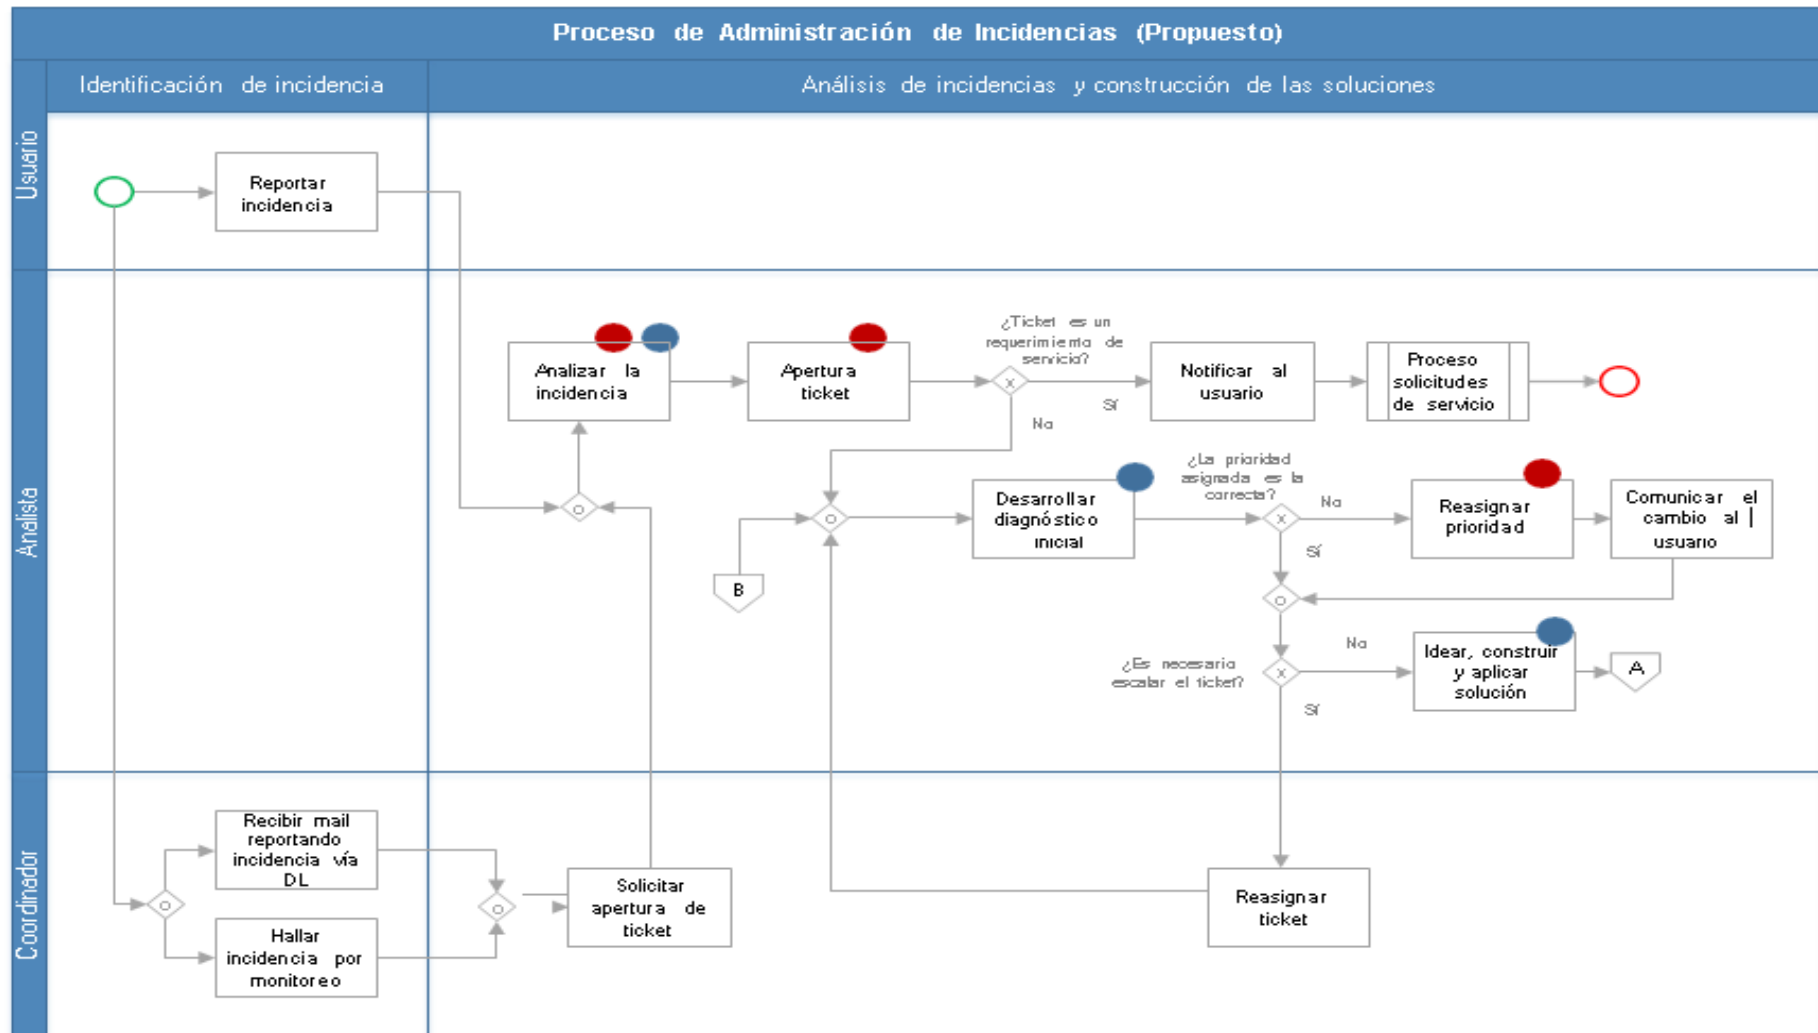 Proceso de Administración de Incidencias (Propuesto)
Identificación de incidencia
Análisis de incidencias y construcción de las soluciones
Usuario
Reportar
incidencia
Analista
Analizar la
incidencia
Apertura
ticket
¿Ticket es un
requerimiento de
servicio?
x
Sí
No
Notificar al
usuario
Proceso
solicitudes
de servicio
o
B
o
Desarrollar
diagnóstico
inicial
¿La prioridad
asignada es la
correcta?
x
No
Sí
Reasignar
prioridad
Comunicar el
cambio al
usuario
o
¿Es necesario
escalar el ticket?
x
No
Sí
Idear, construir
y aplicar
solución
A
Coordinador
o
Recibir mail
reportando
incidencia vía
DL
Hallar
incidencia por
monitoreo
o
Solicitar
apertura de
ticket
Reasignar
ticket